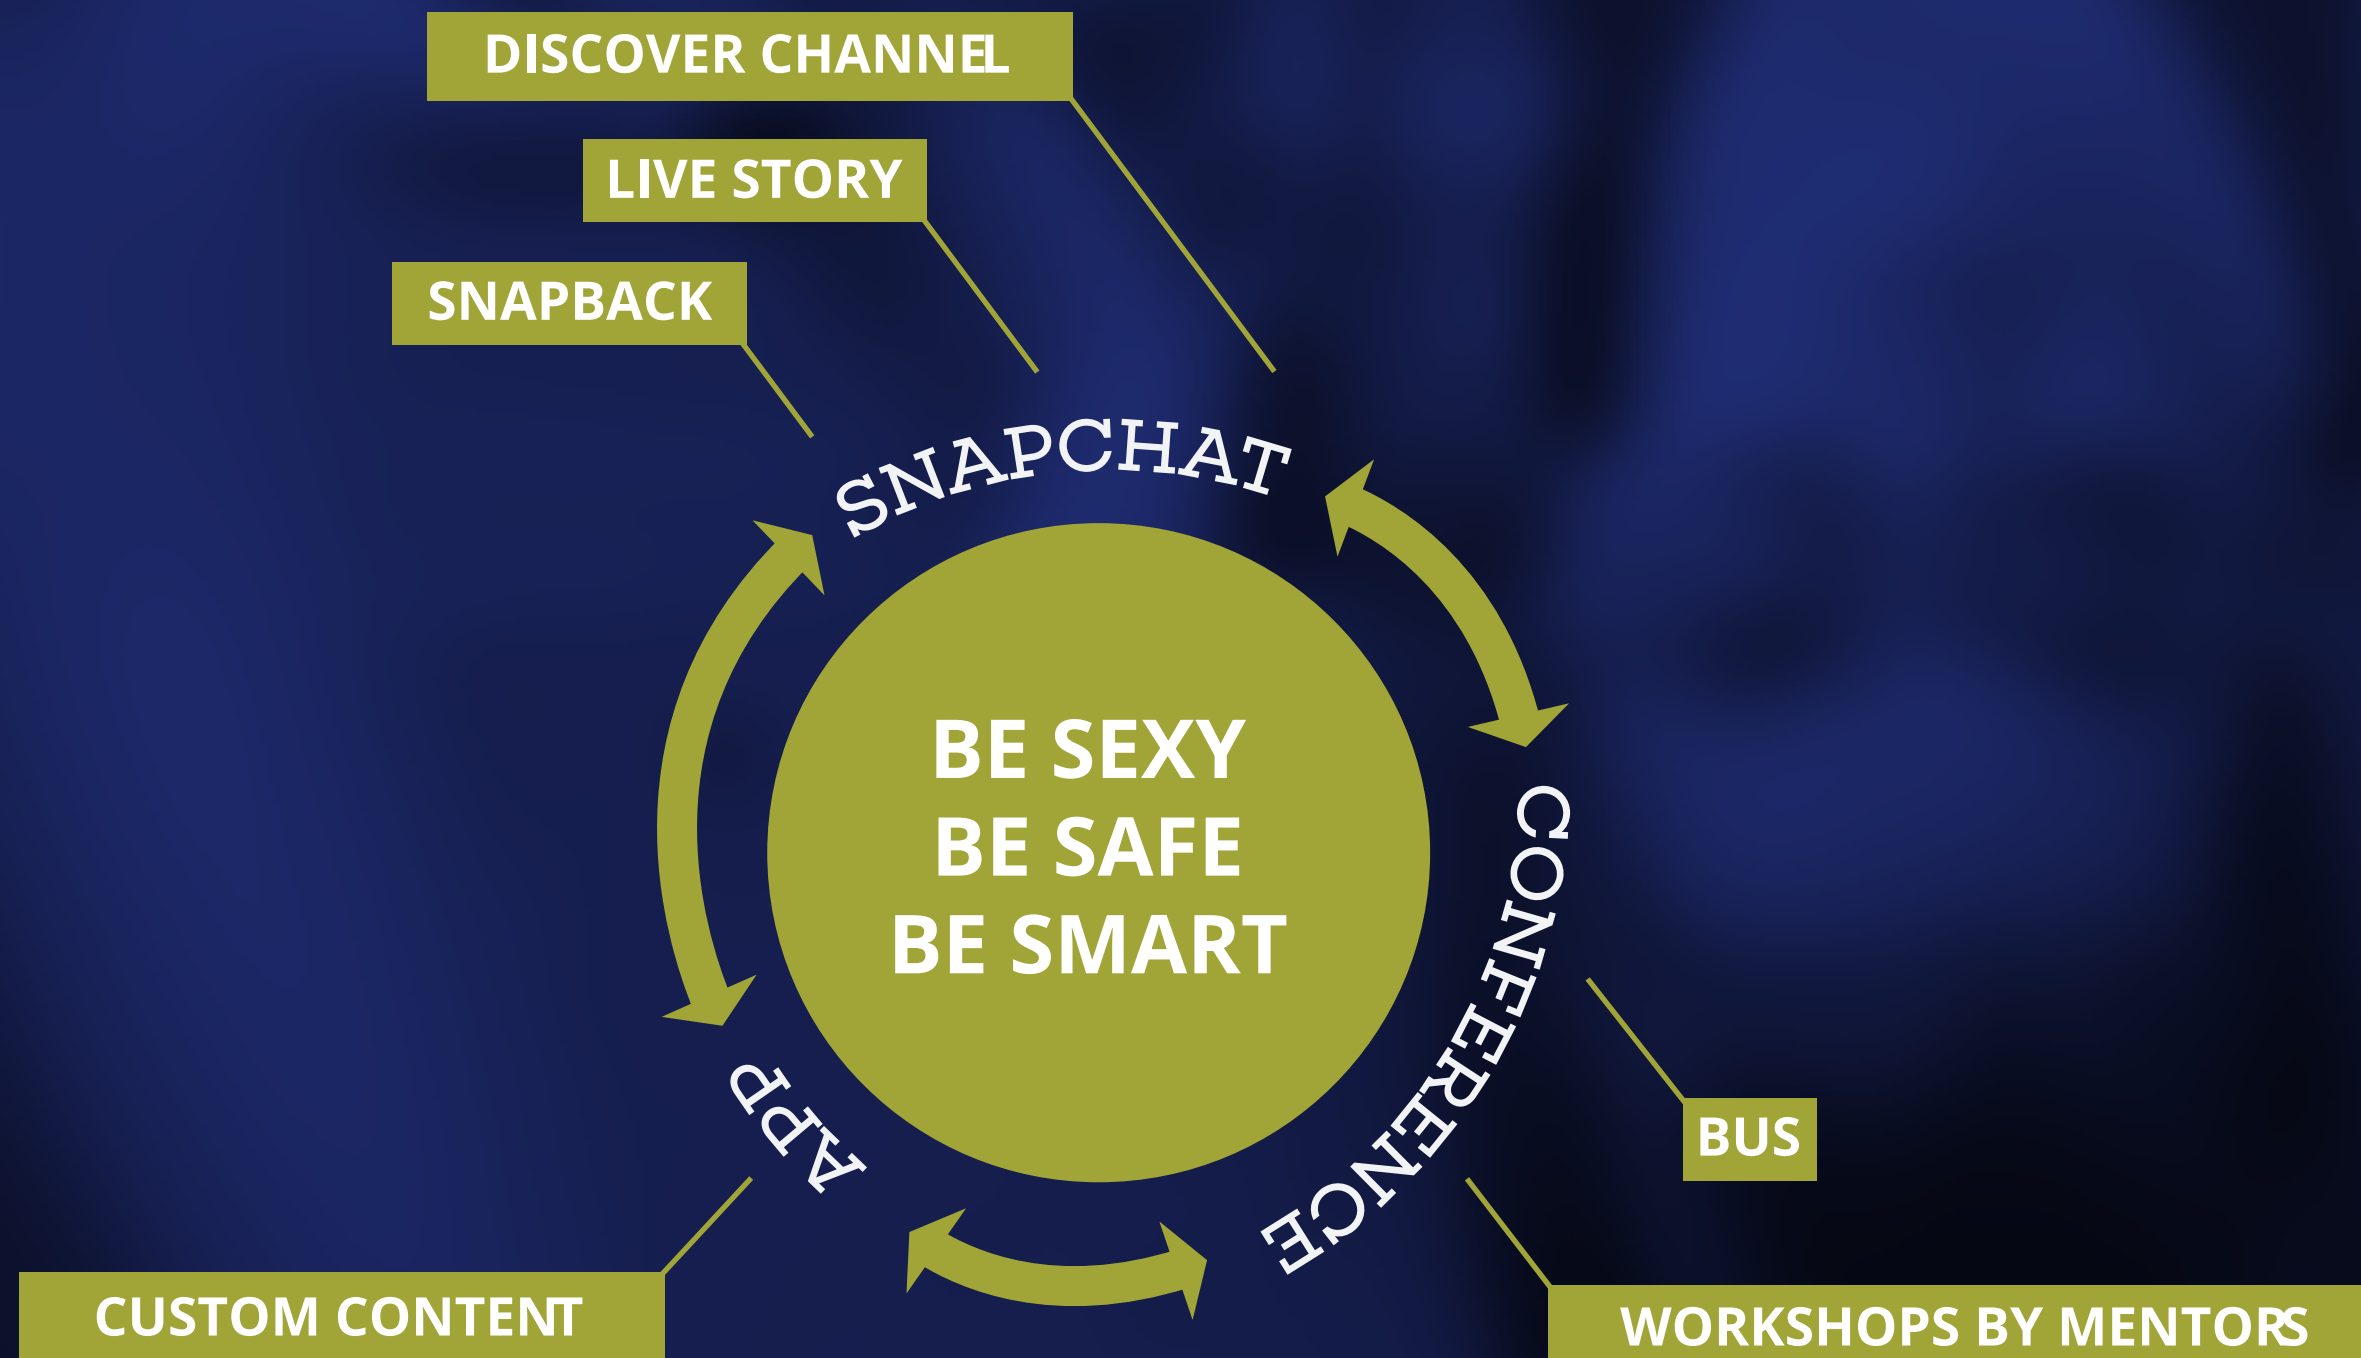 DISCOVER CHANNEL
LIVE STORY
SNAPBACK
SNAPCHAT
BE SEXY
BE SAFE
BE SMART
CONFERENCE
APP
BUS
CUSTOM CONTENT
WORKSHOPS BY MENTORS